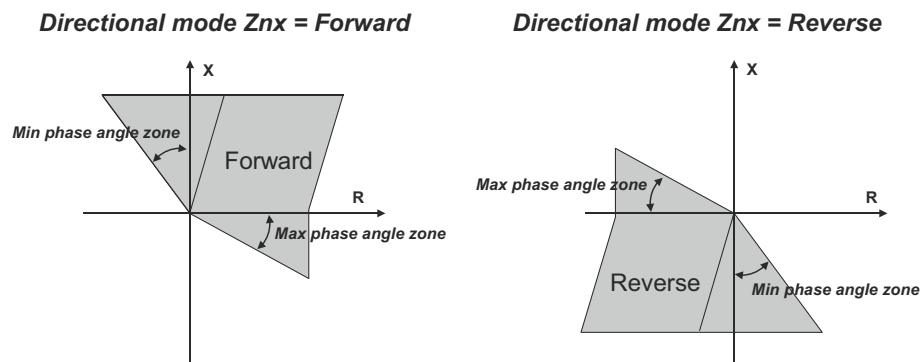 Directional mode Znx = Forward
Directional mode Znx = Reverse
X
Min phase angle zone
Forward
R
Max phase angle zone
X
Max phase angle zone
R
Reverse
Min phase angle zone